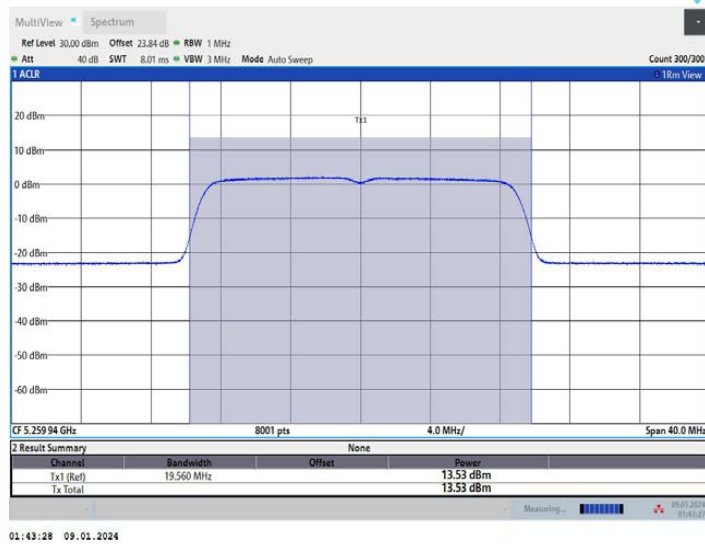 MultiView Spectrum
Ref Level 30.00 dBm Offset 23.84 dB RBW 1 MHz
Att 40 dB SWT 8.01 ms VBW 3 MHz Mode Auto Sweep Count 300/300
1 ACLR 1Rm View
Tx1
20 dBm
10 dBm
0 dBm
-10 dBm
-20 dBm
-30 dBm
-40 dBm
-50 dBm
-60 dBm
CF 5.259 94 GHz 8001 pts 4.0 MHz/ Span 40.0 MHz
2 Result Summary None
Channel Bandwidth Offset Power
Tx1 (Ref) 19.560 MHz 13.53 dBm
Tx Total 13.53 dBm
Measuring... 09.01.2024
01:43:27
01:43:28 09.01.2024